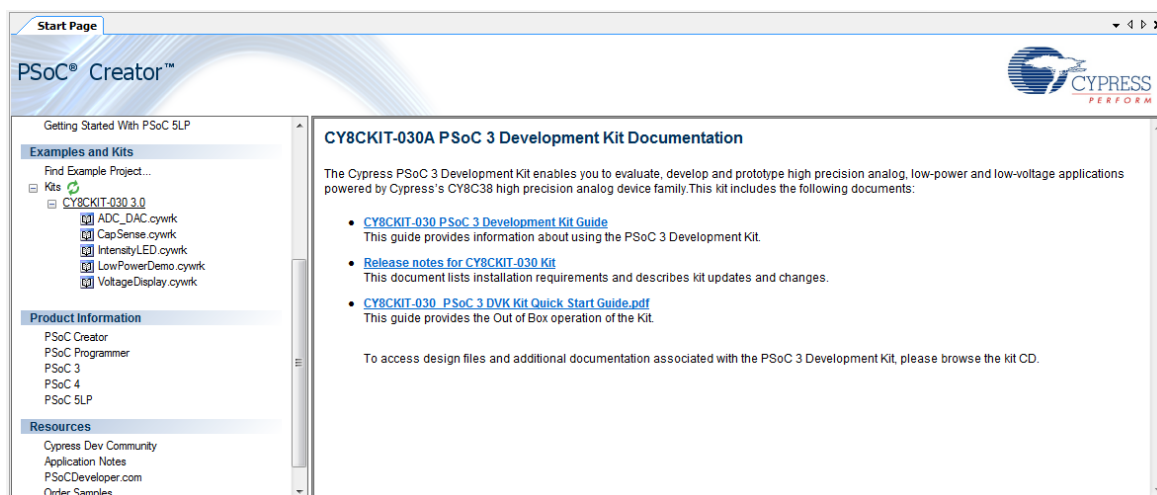 Start Page
PSoC® Creator™
CYPRESS
PERFORM
Getting Started With PSoC 5LP
Examples and Kits
Find Example Project...
Kits
CY8CKIT-030 3.0
ADC_DAC.cywrk
CapSense.cywrk
IntensityLED.cywrk
LowPowerDemo.cywrk
VoltageDisplay.cywrk
Product Information
PSoC Creator
PSoC Programmer
PSoC 3
PSoC 4
PSoC 5LP
Resources
Cypress Dev Community
Application Notes
PSoCDeveloper.com
Order Samples
CY8CKIT-030A PSoC 3 Development Kit Documentation
The Cypress PSoC 3 Development Kit enables you to evaluate, develop and prototype high precision analog, low-power and low-voltage applications
powered by Cypress's CY8C38 high precision analog device family.This kit includes the following documents:
• CY8CKIT-030 PSoC 3 Development Kit Guide
This guide provides information about using the PSoC 3 Development Kit.
• Release notes for CY8CKIT-030 Kit
This document lists installation requirements and describes kit updates and changes.
• CY8CKIT-030 PSoC 3 DVK Kit Quick Start Guide.pdf
This guide provides the Out of Box operation of the Kit.
To access design files and additional documentation associated with the PSoC 3 Development Kit, please browse the kit CD.